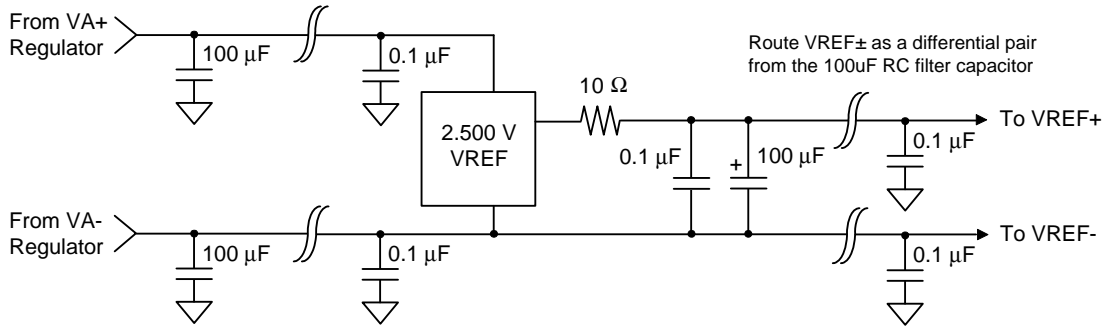 From VA+
Regulator
100 µF
0.1 µF
Route VREF± as a differential pair
from the 100uF RC filter capacitor
10 Ω
2.500 V
VREF
0.1 µF
+
100 µF
To VREF+
0.1 µF
From VA-
Regulator
100 µF
0.1 µF
To VREF-
0.1 µF